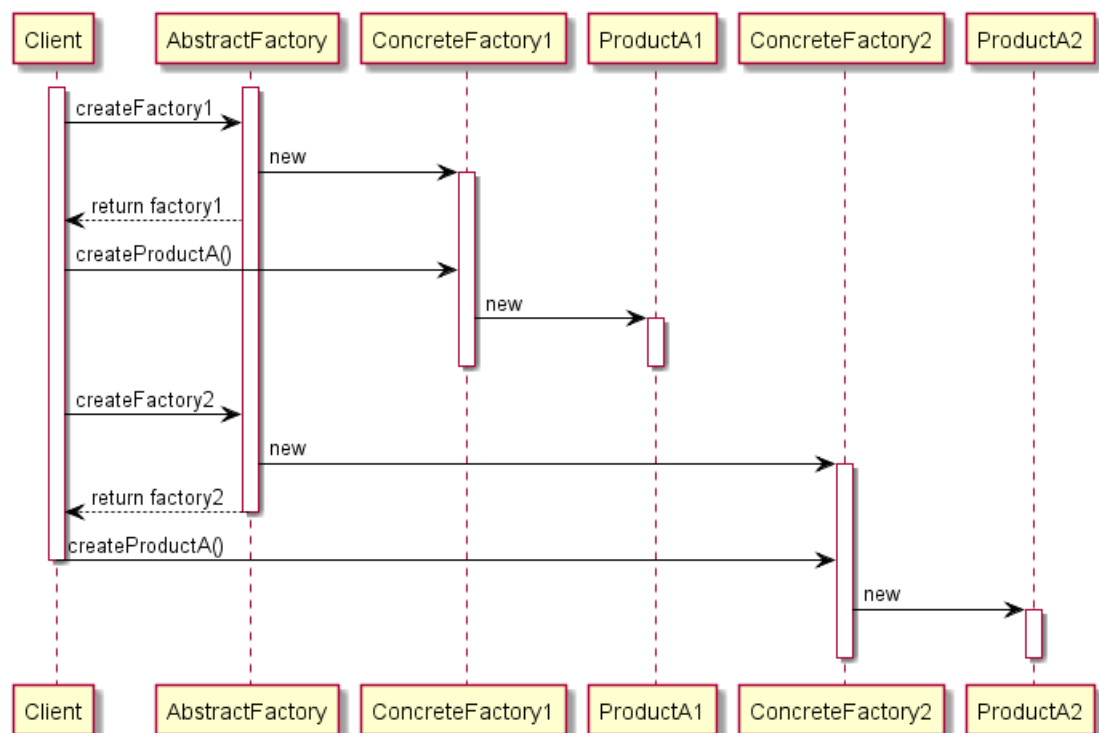 Client AbstractFactory ConcreteFactory1 ProductA1 ConcreteFactory2 ProductA2
createFactory1
new
return factory1
createProductA()
new
createFactory2
new
return factory2
createProductA()
new
Client AbstractFactory ConcreteFactory1 ProductA1 ConcreteFactory2 ProductA2